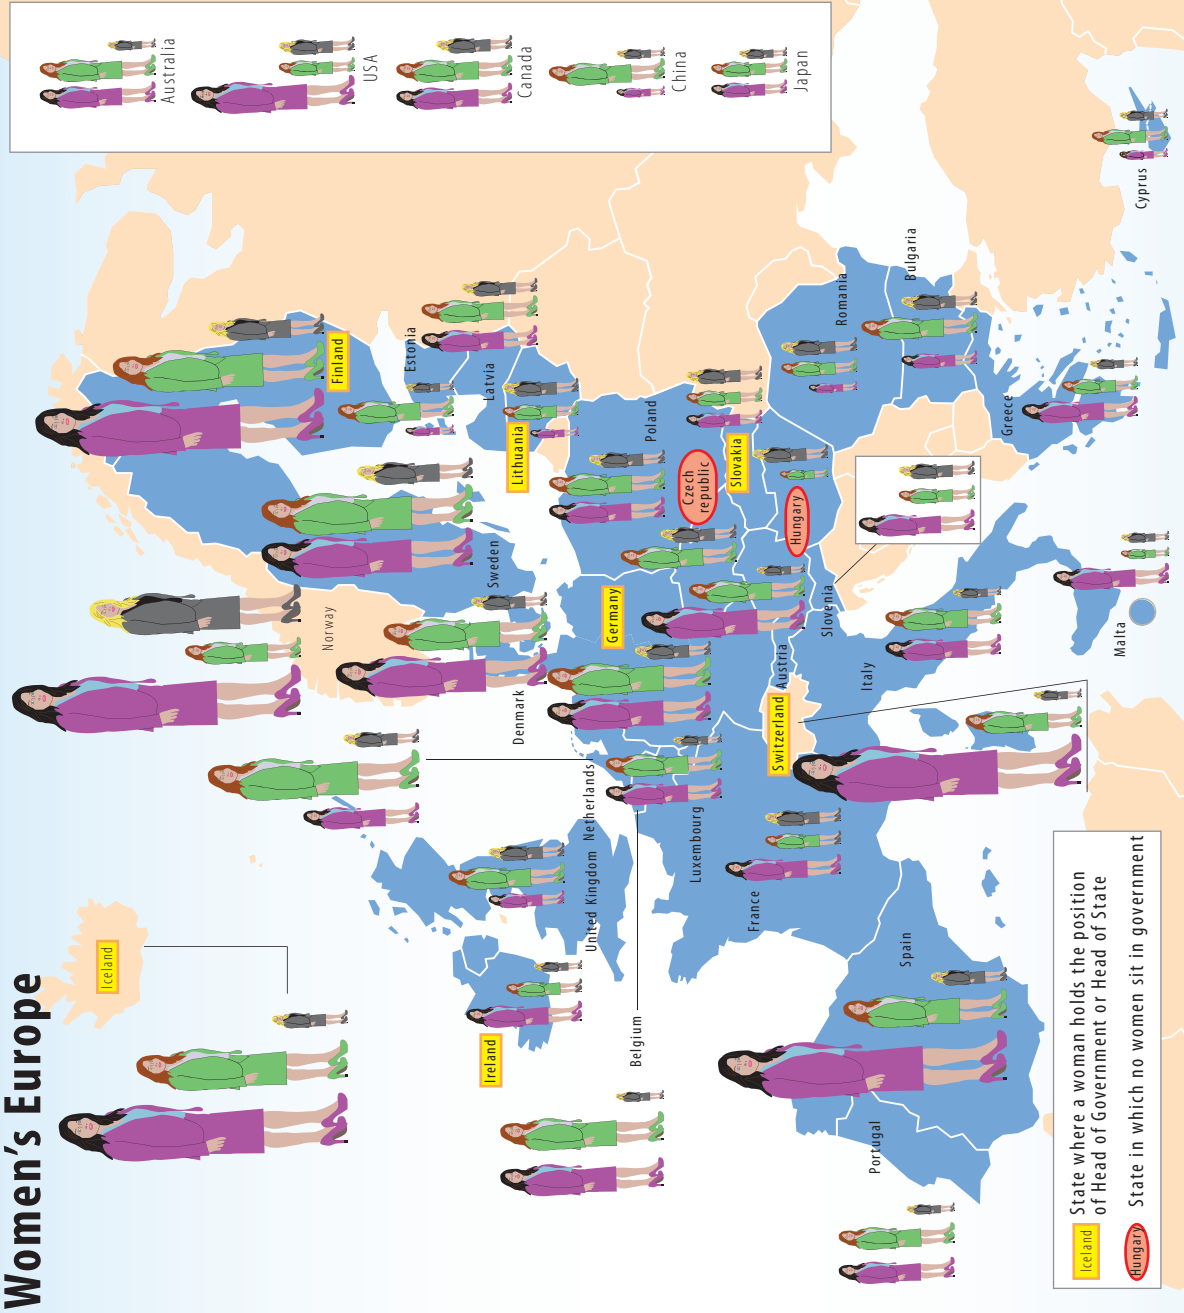 Women's Europe
Australia
USA
Canada
China
Japan
Iceland
Norway
Sweden
Finland
Estonia
Latvia
Lithuania
Denmark
Ireland
United Kingdom
Netherlands
Belgium
Luxembourg
Germany
Poland
Czech
republic
Slovakia
Hungary
Austria
Switzerland
Slovenia
France
Italy
Romania
Bulgaria
Greece
Cyprus
Malta
Spain
Portugal
Iceland
State where a woman holds the position
of Head of Government or Head of State
Hungary
State in which no women sit in government